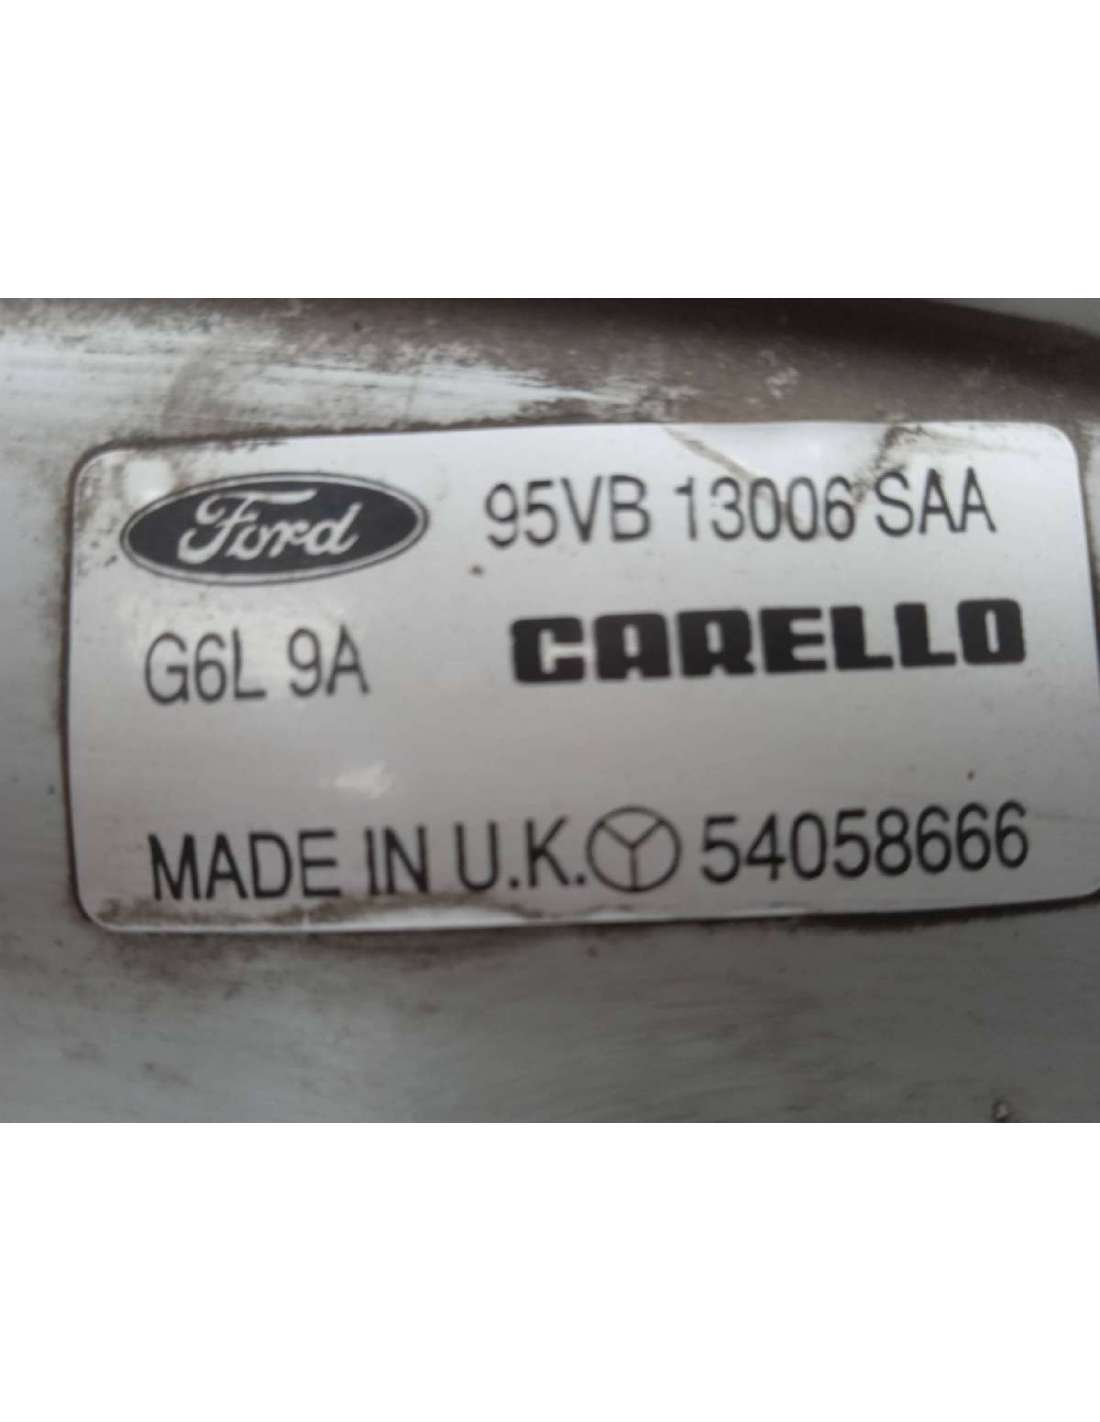 Ford 95VB 13006 SAA
G6L 9A CARELLO
MADE IN U.K. 54058666